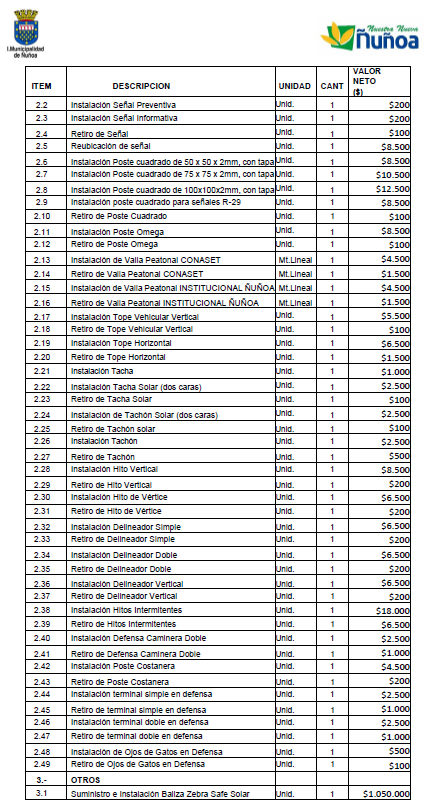 I.Municipalidad
de Ñuñoa
Nuestra Nueva
Ñuñoa
ITEM DESCRIPCION UNIDAD CANT VALOR NETO ($)
2.2 Instalación Señal Preventiva Unid. 1 $200
2.3 Instalación Señal Informativa Unid. 1 $200
2.4 Retiro de Señal Unid. 1 $100
2.5 Reubicación de señal Unid. 1 $8.500
2.6 Instalación Poste cuadrado de 50 x 50 x 2mm, con tapa Unid. 1 $8.500
2.7 Instalación Poste cuadrado de 75 x 75 x 2mm, con tapa Unid. 1 $10.500
2.8 Instalación Poste cuadrado de 100x100x2mm, con tapa Unid. 1 $12.500
2.9 Instalación poste cuadrado para señales R-29 Unid. 1 $8.500
2.10 Retiro de Poste Cuadrado Unid. 1 $100
2.11 Instalación Poste Omega Unid. 1 $8.500
2.12 Retiro de Poste Omega Unid. 1 $100
2.13 Instalación de Valla Peatonal CONASET Mt.Lineal 1 $4.500
2.14 Retiro de Valla Peatonal CONASET Mt.Lineal 1 $1.500
2.15 Instalación de Valla Peatonal INSTITUCIONAL ÑUÑOA Mt.Lineal 1 $4.500
2.16 Retiro de Valla Peatonal INSTITUCIONAL ÑUÑOA Mt.Lineal 1 $1.500
2.17 Instalación Tope Vehicular Vertical Unid. 1 $5.500
2.18 Retiro de Tope Vehicular Vertical Unid. 1 $100
2.19 Instalación Tope Horizontal Unid. 1 $6.500
2.20 Retiro de Tope Horizontal Unid. 1 $1.500
2.21 Instalación Tacha Unid. 1 $1.000
2.22 Instalación Tacha Solar (dos caras) Unid. 1 $2.500
2.23 Retiro de Tacha Solar Unid. 1 $100
2.24 Instalación de Tachón Solar (dos caras) Unid. 1 $2.500
2.25 Retiro de Tachón solar Unid. 1 $100
2.26 Instalación Tachón Unid. 1 $2.500
2.27 Retiro de Tachón Unid. 1 $500
2.28 Instalación Hito Vertical Unid. 1 $8.500
2.29 Retiro de Hito Vertical Unid. 1 $200
2.30 Instalación Hito de Vértice Unid. 1 $6.500
2.31 Retiro de Hito de Vértice Unid. 1 $200
2.32 Instalación Delineador Simple Unid. 1 $6.500
2.33 Retiro de Delineador Simple Unid. 1 $200
2.34 Instalación Delineador Doble Unid. 1 $6.500
2.35 Retiro de Delineador Doble Unid. 1 $200
2.36 Instalación Delineador Vertical Unid. 1 $6.500
2.37 Retiro de Delineador Vertical Unid. 1 $200
2.38 Instalación Hitos Intermitentes Unid. 1 $18.000
2.39 Retiro de Hitos Intermitentes Unid. 1 $6.500
2.40 Instalación Defensa Caminera Doble Unid. 1 $2.500
2.41 Retiro de Defensa Caminera Doble Unid. 1 $1.000
2.42 Instalación Poste Costanera Unid. 1 $4.500
2.43 Retiro de Poste Costanera Unid. 1 $200
2.44 Instalación terminal simple en defensa Unid. 1 $2.500
2.45 Retiro de terminal simple en defensa Unid. 1 $1.000
2.46 Instalación terminal doble en defensa Unid. 1 $2.500
2.47 Retiro de terminal doble en defensa Unid. 1 $1.000
2.48 Instalación de Ojos de Gatos en Defensa Unid. 1 $500
2.49 Retiro de Ojos de Gatos en Defensa Unid. 1 $100
3.- OTROS
3.1 Suministro e Instalación Baliza Zebra Safe Solar Unid. 1 $1.050.000